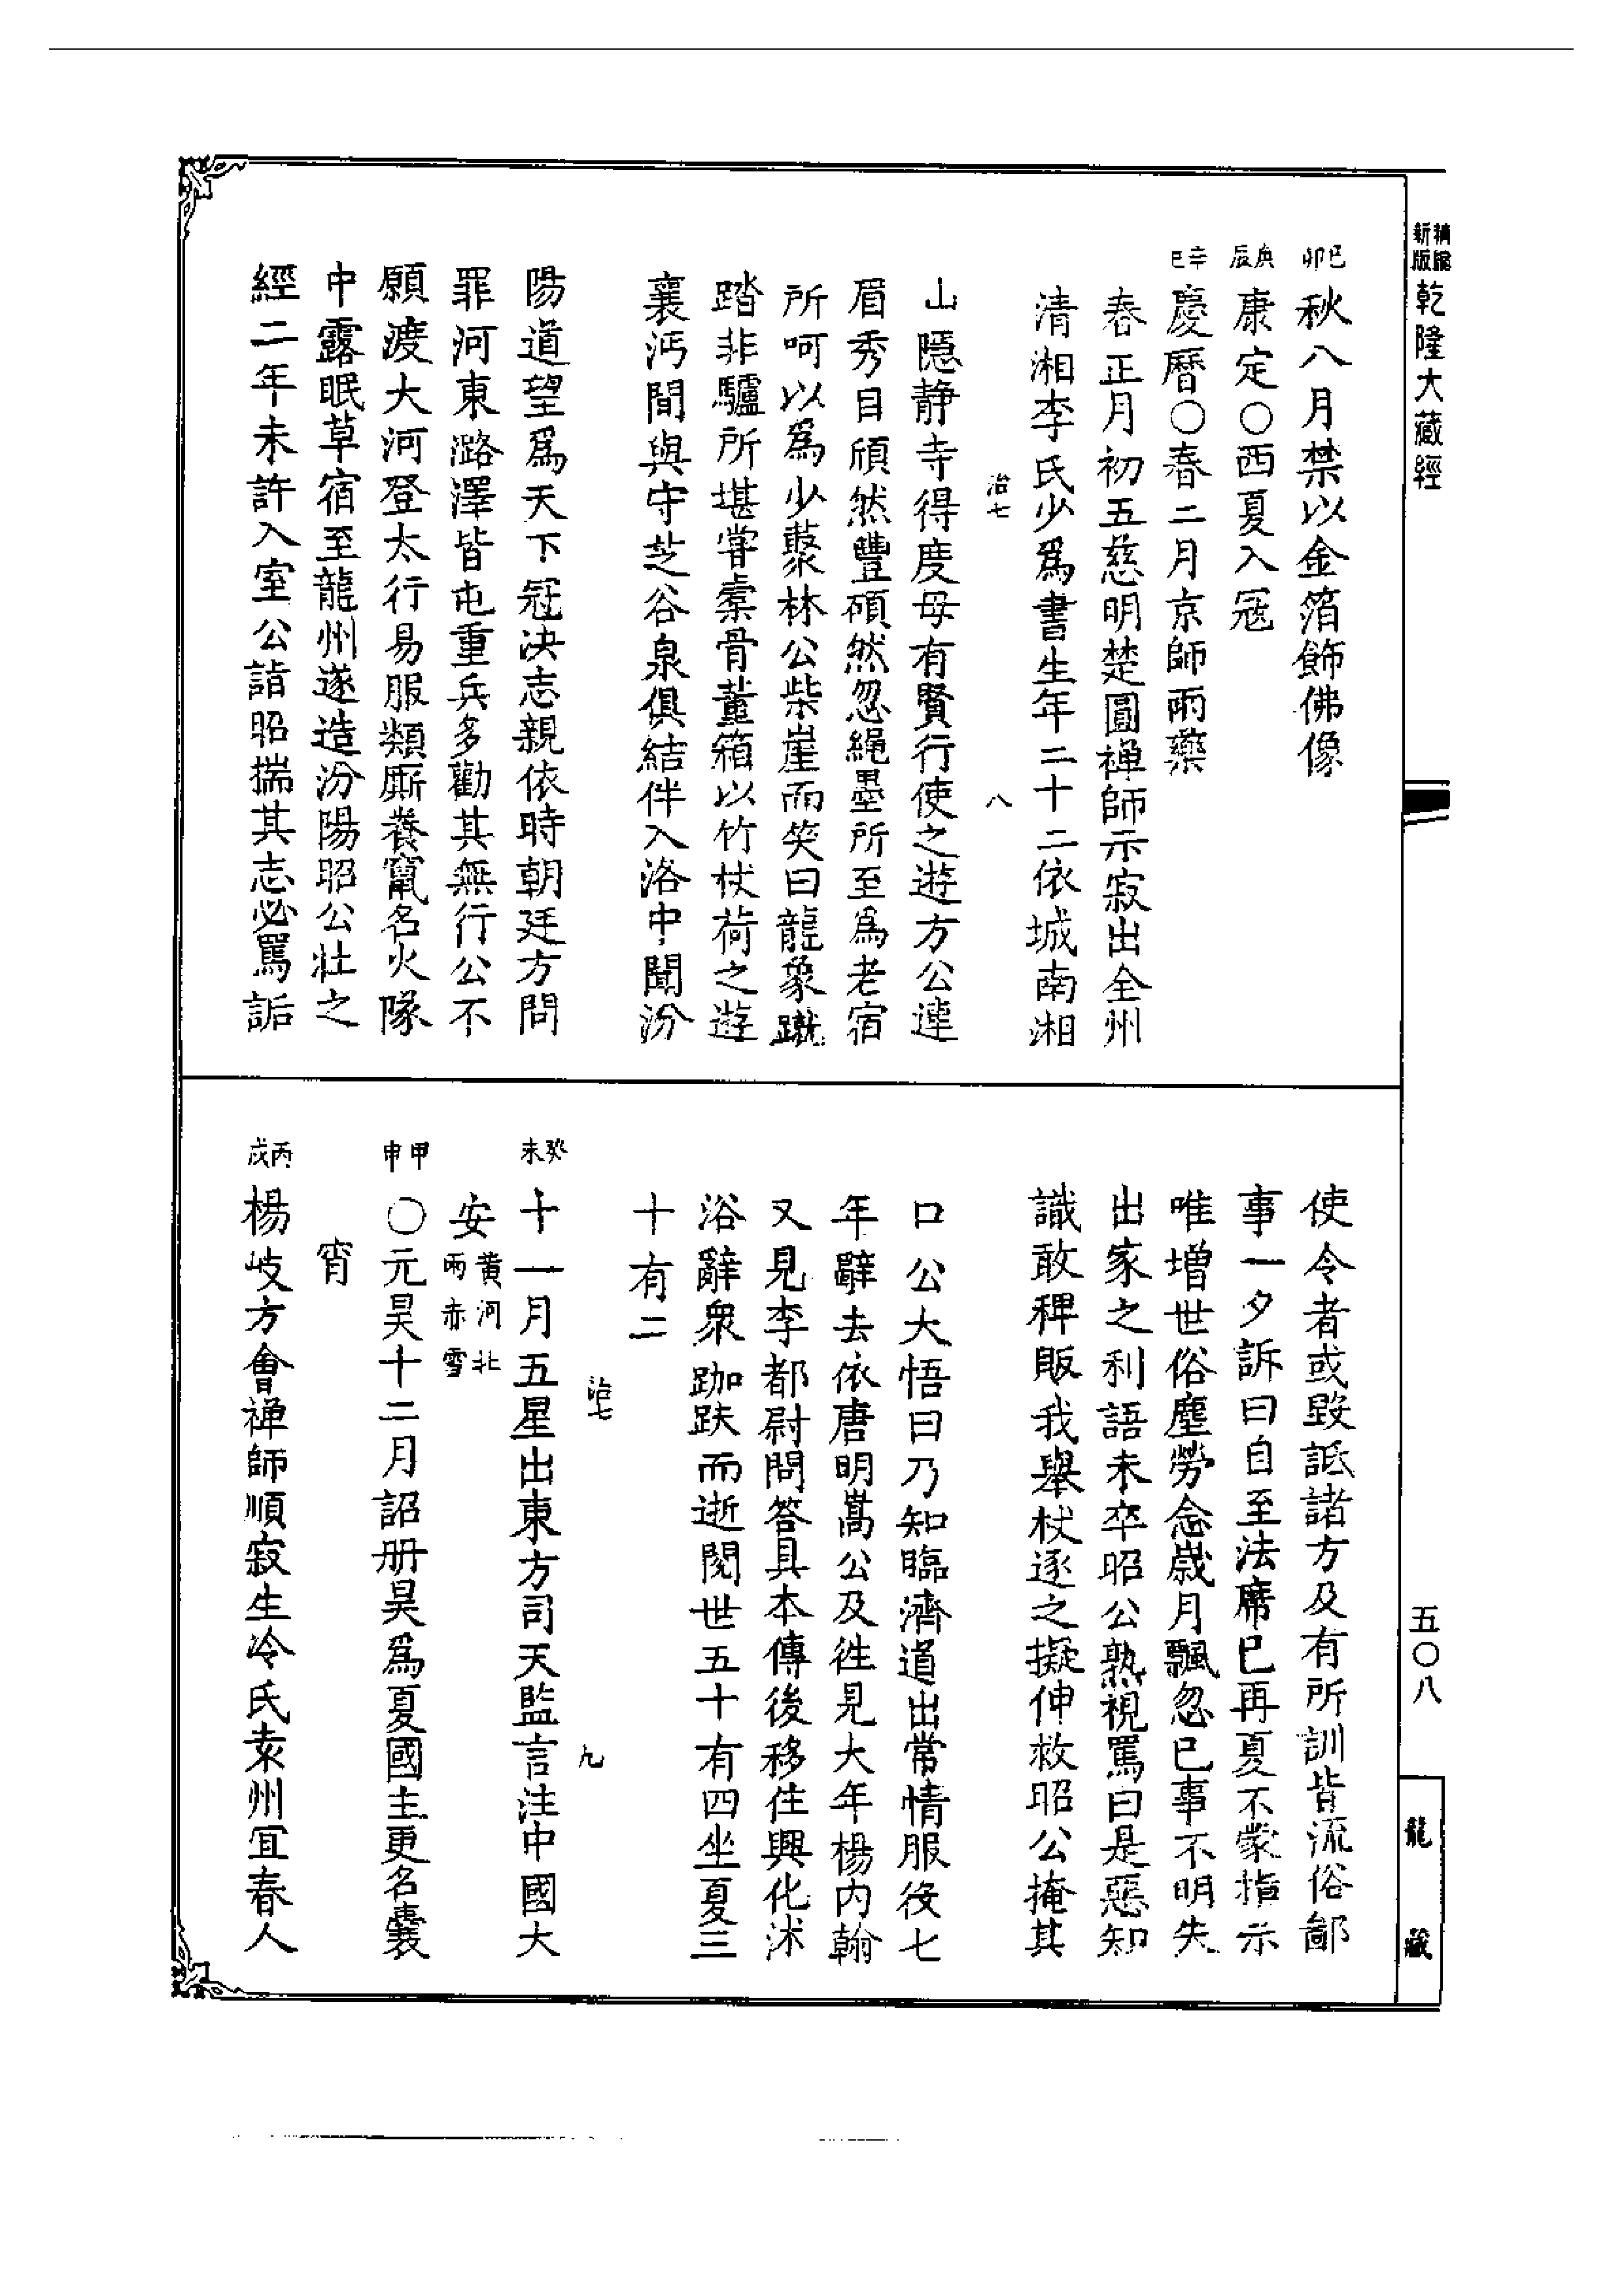 精縮
新版
乾隆大藏經
五〇八
龍藏
己卯
秋八月禁以金箔飾佛像
庚辰
康定○西夏入冦
辛巳
慶曆○春二月京師雨藥
春正月初五慈明楚圓禅師示寂出全州
清湘李氏少爲書生年二十二依城南湘
治七 八
山隱静寺得度母有賢行使之遊方公連
眉秀目頎然豐碩然忽繩墨所至爲老宿
所呵以爲少藂林公柴崖而笑曰龍象蹴
踏非驢所堪甞橐骨董箱以竹杖荷之遊
襄沔間與守芝谷泉俱結伴入洛中聞汾
陽道望爲天下冠决志親依時朝廷方問
罪河東潞澤皆屯重兵多勸其無行公不
願渡大河登太行易服類厮養竄名火隊
中露眠草宿至龍州遂造汾陽昭公壯之
經二年未許入室公詣昭揣其志必罵詬
使令者或毀詆諸方及有所訓皆流俗鄙
事一夕訴曰自至法席已再夏不蒙指示
唯增世俗塵勞念歲月飄忽已事不明失
出家之利語未卒昭公熟視罵曰是惡知
識敢稗販我舉杖逐之擬伸救昭公掩其
口公大悟曰乃知臨濟道出常情服役七
年辭去依唐明嵩公及徃見大年楊内翰
又見李都尉問答具本傳後移住興化沐
浴辭衆跏趺而逝閱世五十有四坐夏三
十有二
治七 九
癸未
十一月五星出東方司天監言注中國大
安
黄河北
雨赤雪
甲申
○元昊十二月詔册昊爲夏國主更名曩
宵
丙戌
楊岐方會禅師順寂生冷氏袁州宜春人